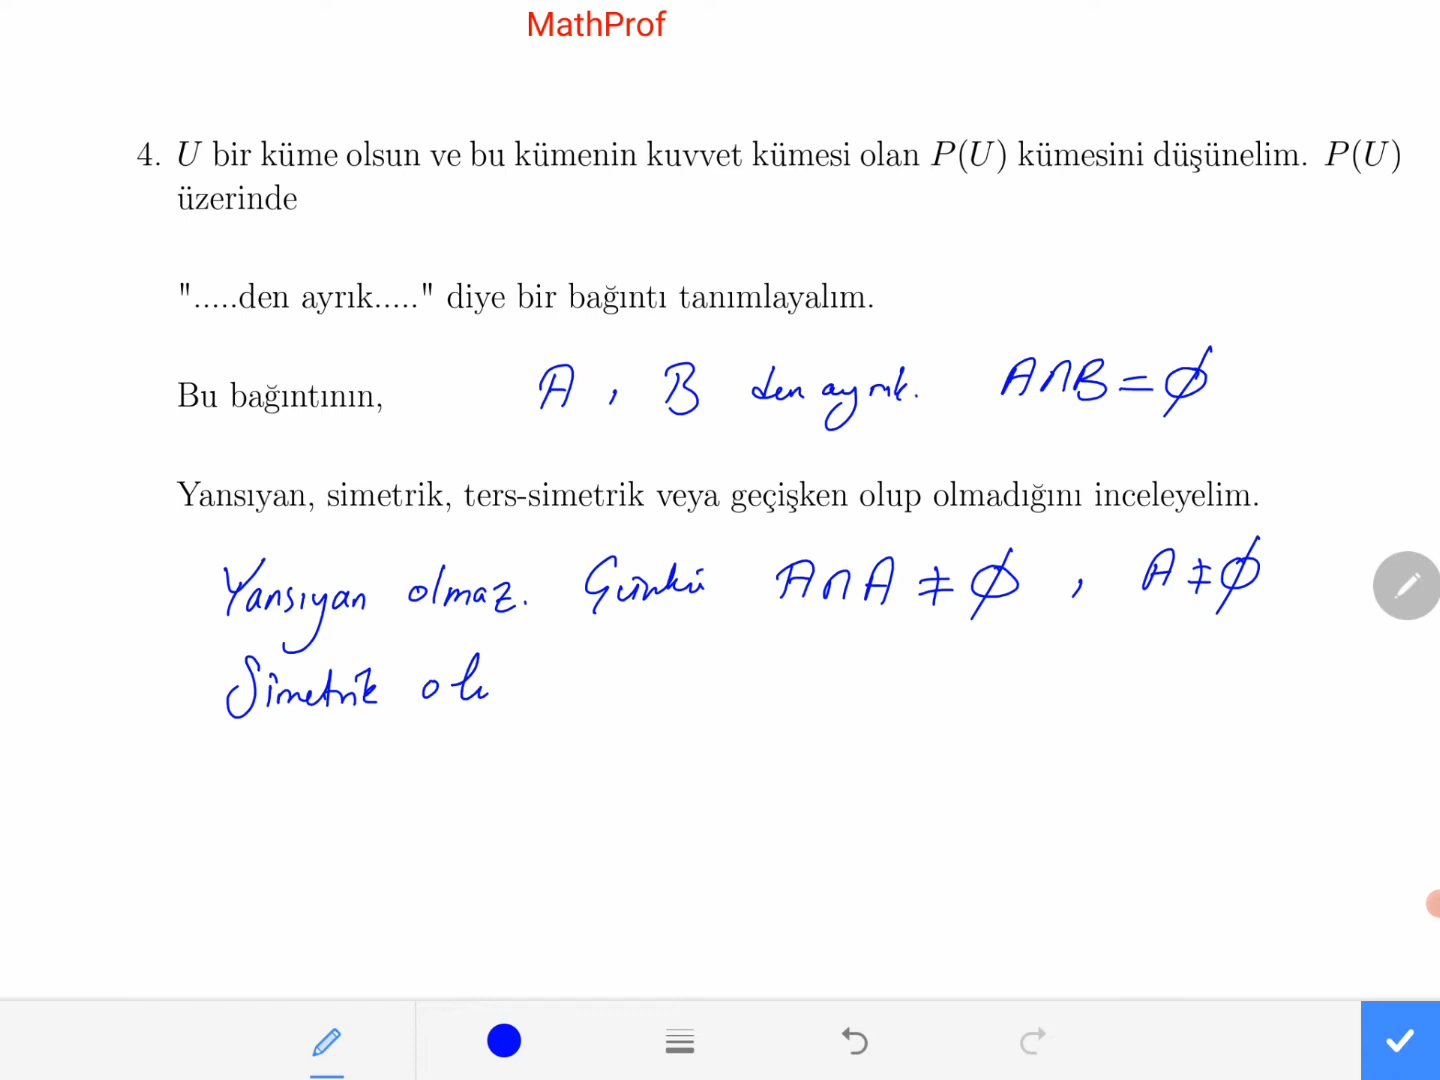 MathProf
4. U bir küme olsun ve bu kümenin kuvvet kümesi olan P(U) kümesini düşünelim. P(U)
üzerinde
".....den ayrık....." diye bir bağıntı tanımlayalım.
Bu bağıntının, A, B den ayrık. A∩B=∅
Yansıyan, simetrik, ters-simetrik veya geçişken olup olmadığını inceleyelim.
Yansıyan olmaz. Çünkü A∩A≠∅, A≠∅
Simetrik olu